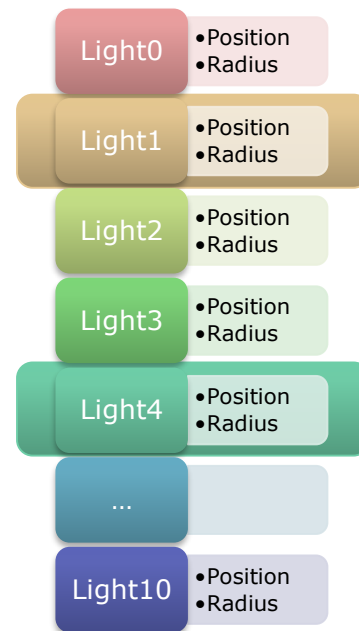 Light0
•Position
•Radius
Light1
•Position
•Radius
Light2
•Position
•Radius
Light3
•Position
•Radius
Light4
•Position
•Radius
...
Light10
•Position
•Radius